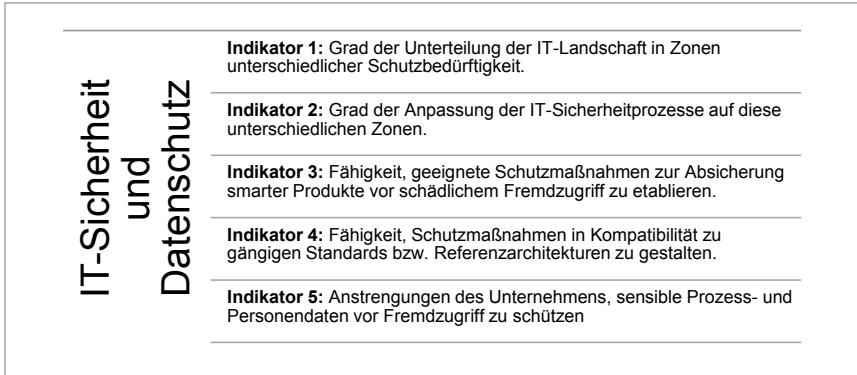 IT-Sicherheit
und
Datenschutz
Indikator 1: Grad der Unterteilung der IT-Landschaft in Zonen
unterschiedlicher Schutzbedürftigkeit.
Indikator 2: Grad der Anpassung der IT-Sicherheitprozesse auf diese
unterschiedlichen Zonen.
Indikator 3: Fähigkeit, geeignete Schutzmaßnahmen zur Absicherung
smarter Produkte vor schädlichem Fremdzugriff zu etablieren.
Indikator 4: Fähigkeit, Schutzmaßnahmen in Kompatibilität zu
gängigen Standards bzw. Referenzarchitekturen zu gestalten.
Indikator 5: Anstrengungen des Unternehmens, sensible Prozess- und
Personendaten vor Fremdzugriff zu schützen